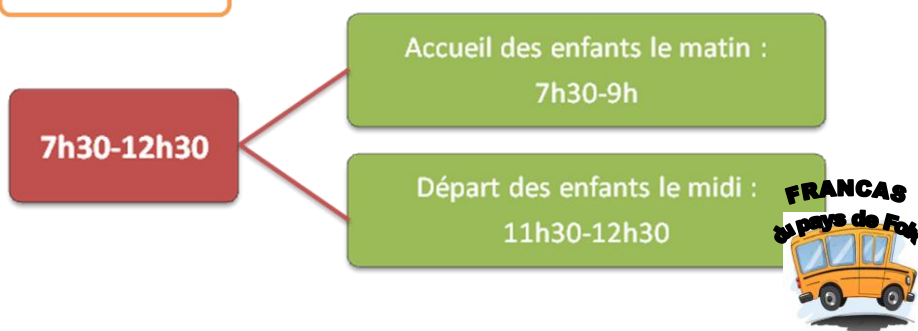 7h30-12h30
Accueil des enfants le matin :
7h30-9h
Départ des enfants le midi :
11h30-12h30
FRANCAS
du pays de Foix